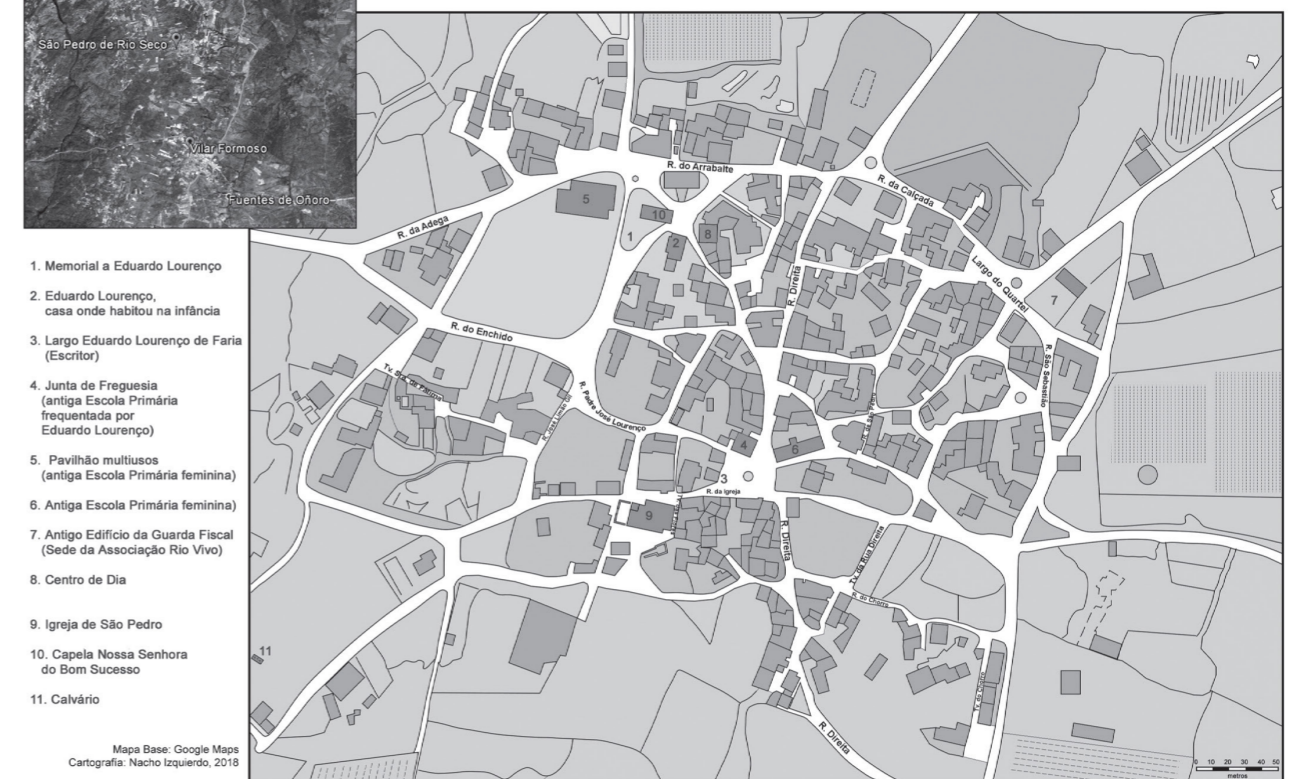 São Pedro de Rio Seco
Vilar Formoso
Fuentes de Oñoro
1. Memorial a Eduardo Lourenço
2. Eduardo Lourenço,
casa onde habitou na infância
3. Largo Eduardo Lourenço de Faria
(Escritor)
4. Junta de Freguesia
(antiga Escola Primária
frequentada por
Eduardo Lourenço)
5. Pavilhão multiusos
(antiga Escola Primária feminina)
6. Antiga Escola Primária feminina)
7. Antigo Edifício da Guarda Fiscal
(Sede da Associação Rio Vivo)
8. Centro de Dia
9. Igreja de São Pedro
10. Capela Nossa Senhora
do Bom Sucesso
11. Calvário
Mapa Base: Google Maps
Cartografia: Nacho Izquierdo, 2018
R. do Arrabalte
R. da Calçada
5
10
1
2
8
R. da Adega
R. Direita
Largo do Quartel
7
R. do Enchido
R. São Sebastião
R. Padre José Lourenço
4
6
3
R. da Igreja
9
R. Direita
Tv. da Rua Direita
R. do Chorro
11
Tv. do Chorro
R. Direita
0 10 20 30 40 50
metros